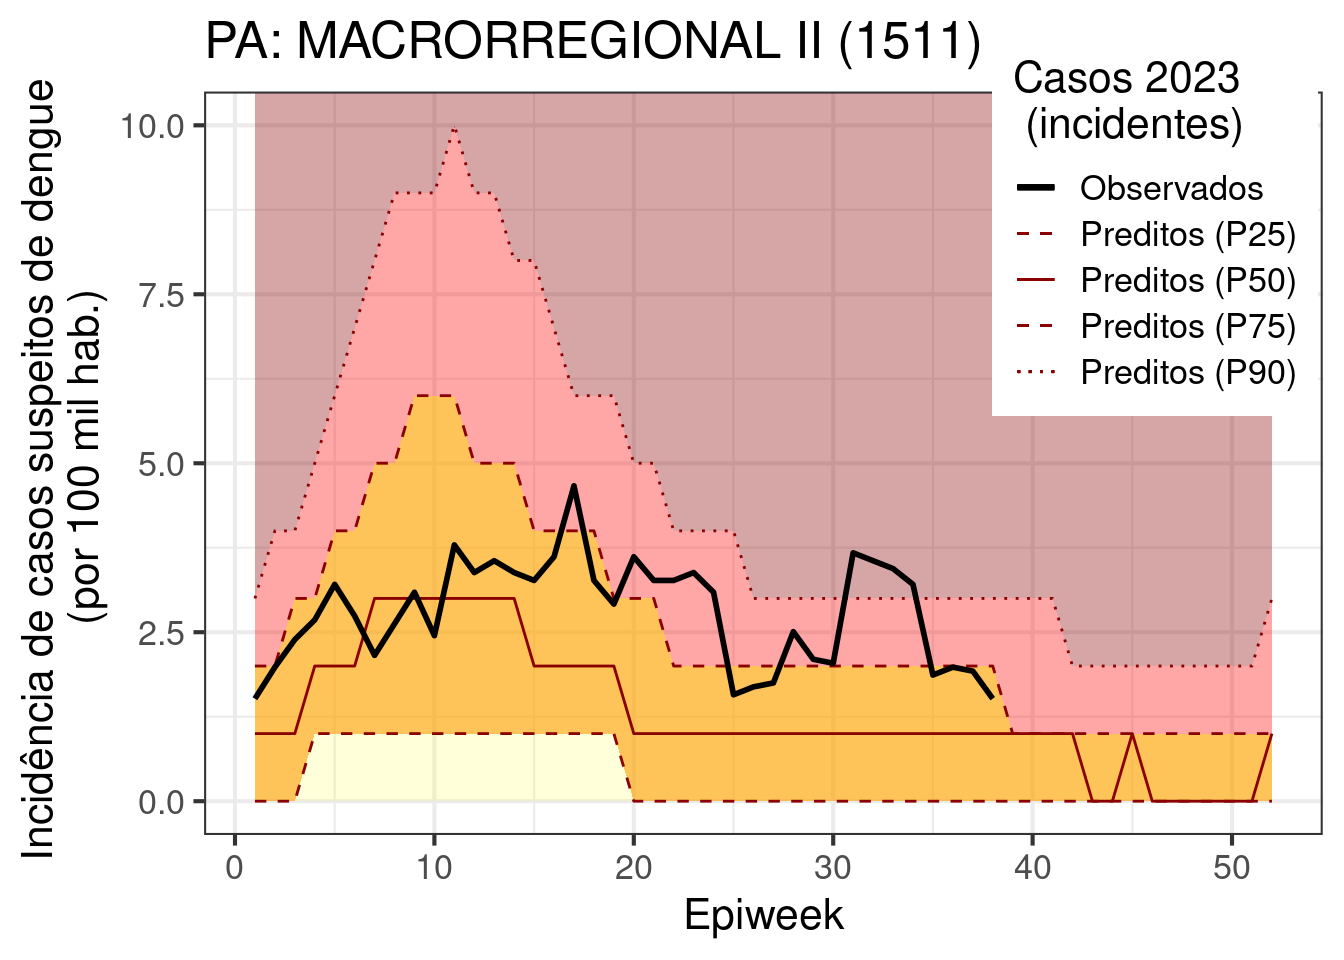 PA: MACRORREGIONAL II (1511)
Casos 2023
(incidentes)
Observados
Preditos (P25)
Preditos (P50)
Preditos (P75)
Preditos (P90)
Incidência de casos suspeitos de dengue
(por 100 mil hab.)
10.0
7.5
5.0
2.5
0.0
0
10
20
30
40
50
Epiweek